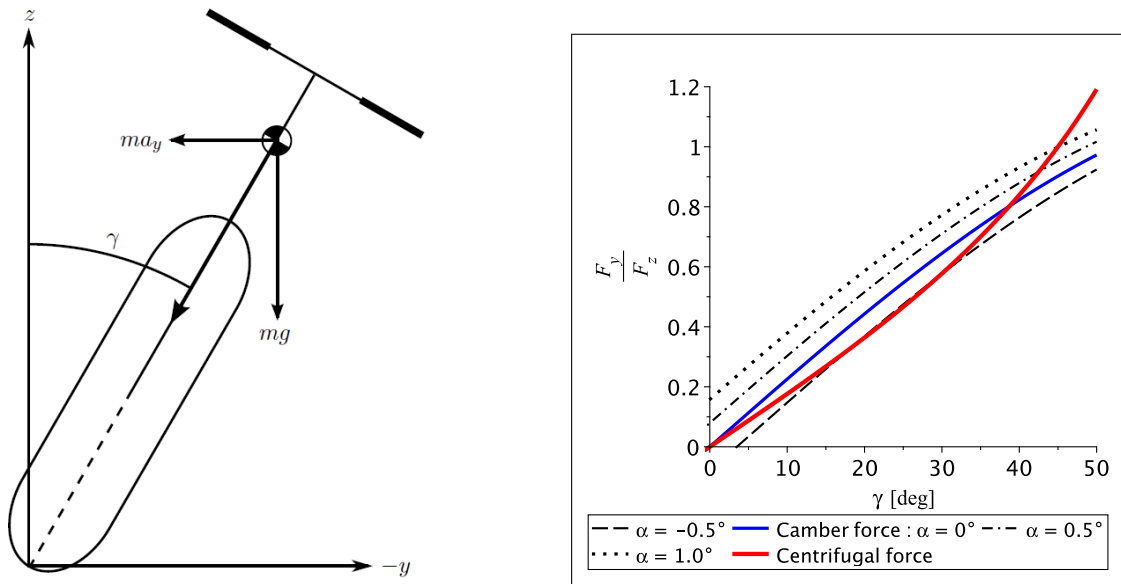 z
ma_y
γ
mg
−y
1.2
1
0.8
0.6
0.4
0.2
0
F_y
F_z
0 10 20 30 40 50
γ [deg]
α = −0.5° Camber force : α = 0° α = 0.5°
α = 1.0° Centrifugal force